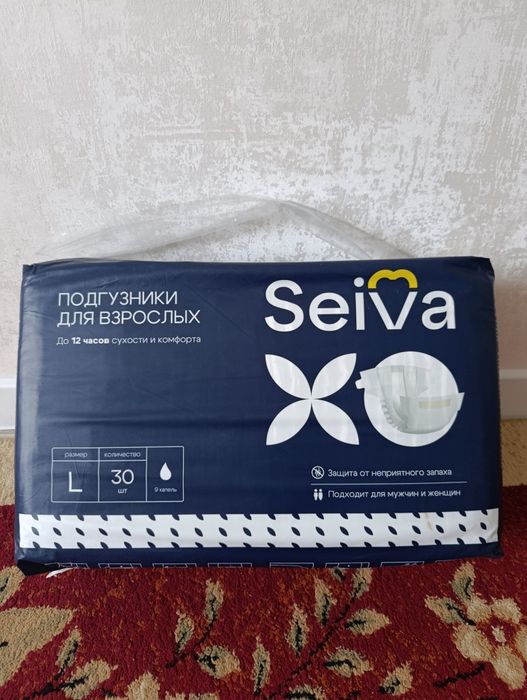 ПОДГУЗНИКИ
ДЛЯ ВЗРОСЛЫХ
До 12 часов сухости и комфорта
Seiva
размер
L
количество
30
шт
9 капель
Защита от неприятного запаха
Подходит для мужчин и женщин